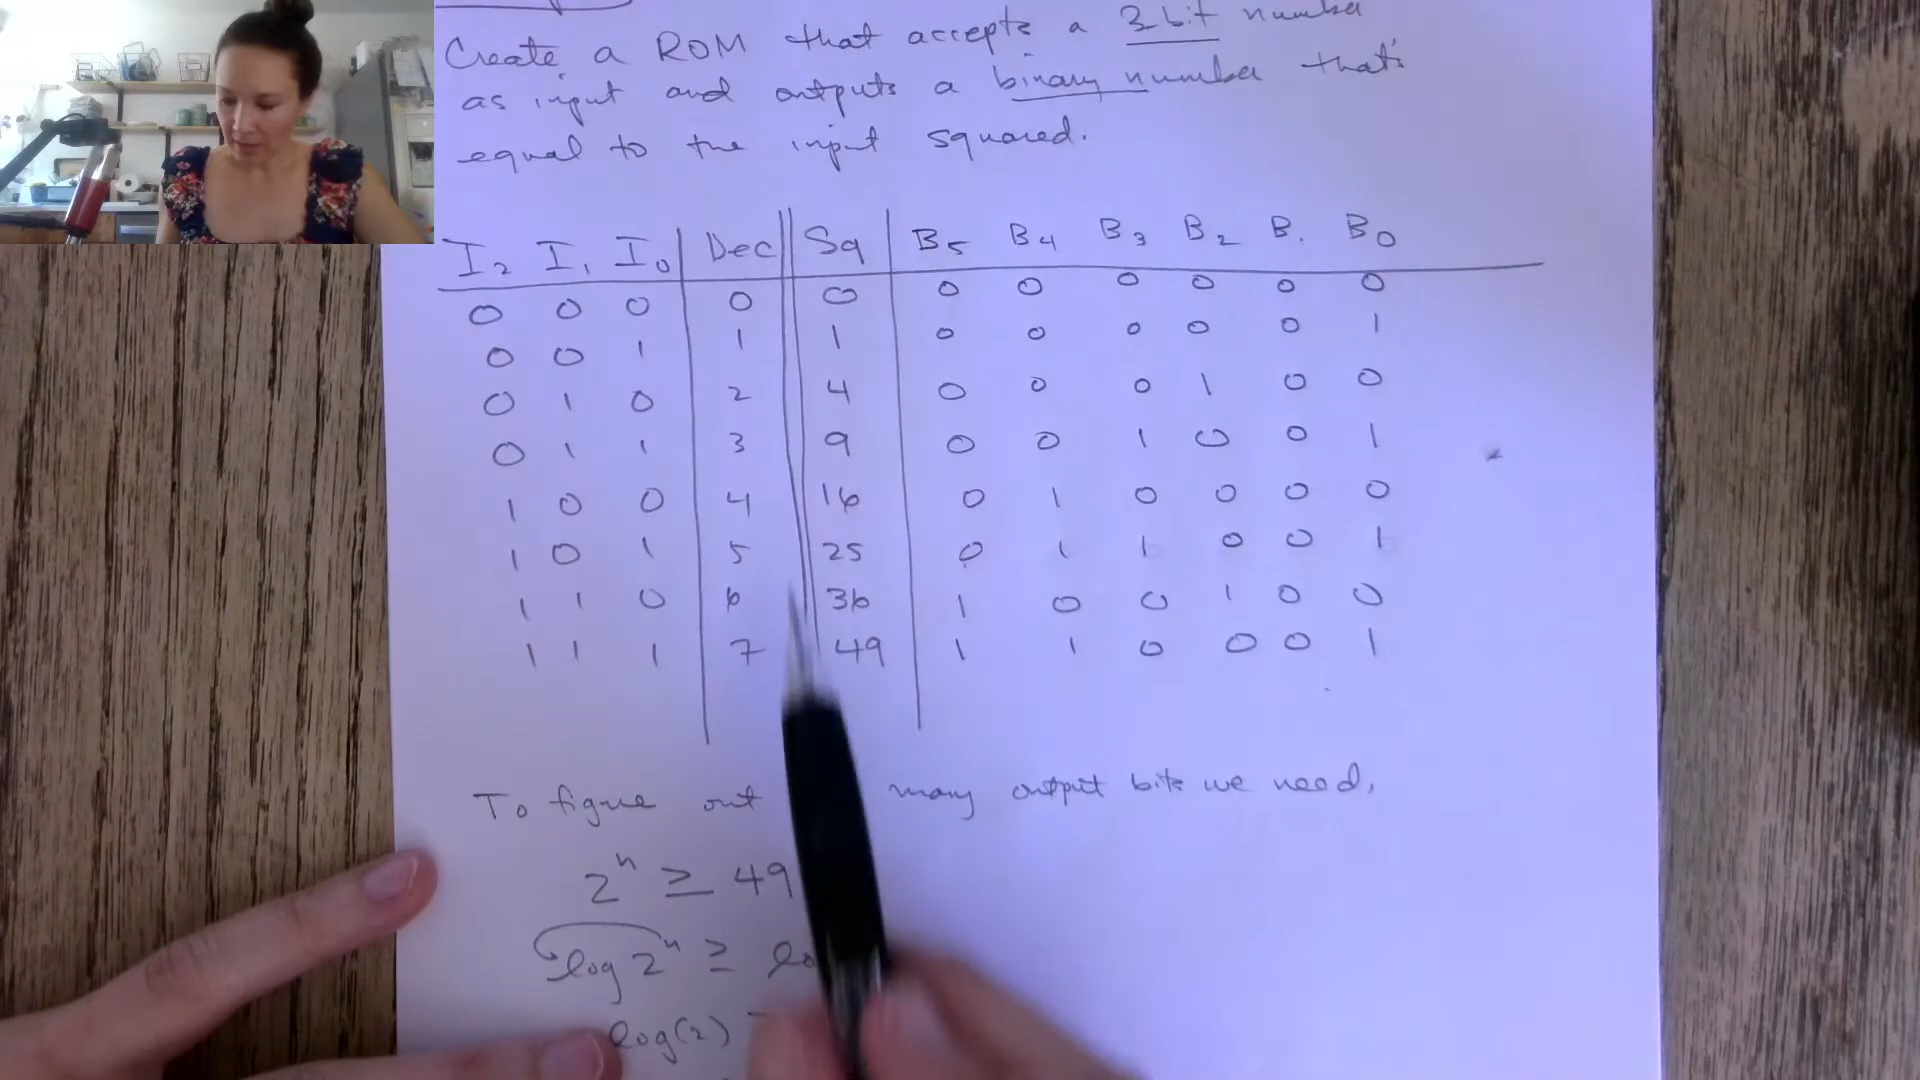 Create a ROM that accepts a 3 bit number
as input and outputs a binary number that's
equal to the input squared.
I2 I1 I0 Dec Sq B5 B4 B3 B2 B1 B0
0 0 0 0 0 0 0 0 0 0 0
0 0 1 1 1 0 0 0 0 0 1
0 1 0 2 4 0 0 0 1 0 0
0 1 1 3 9 0 0 1 0 0 1
1 0 0 4 16 0 1 0 0 0 0
1 0 1 5 25 0 1 1 0 0 1
1 1 0 6 36 1 0 0 1 0 0
1 1 1 7 49 1 1 0 0 0 1
To figure out many output bits we need,
2^n ≥ 49
log 2^n ≥
log(2)